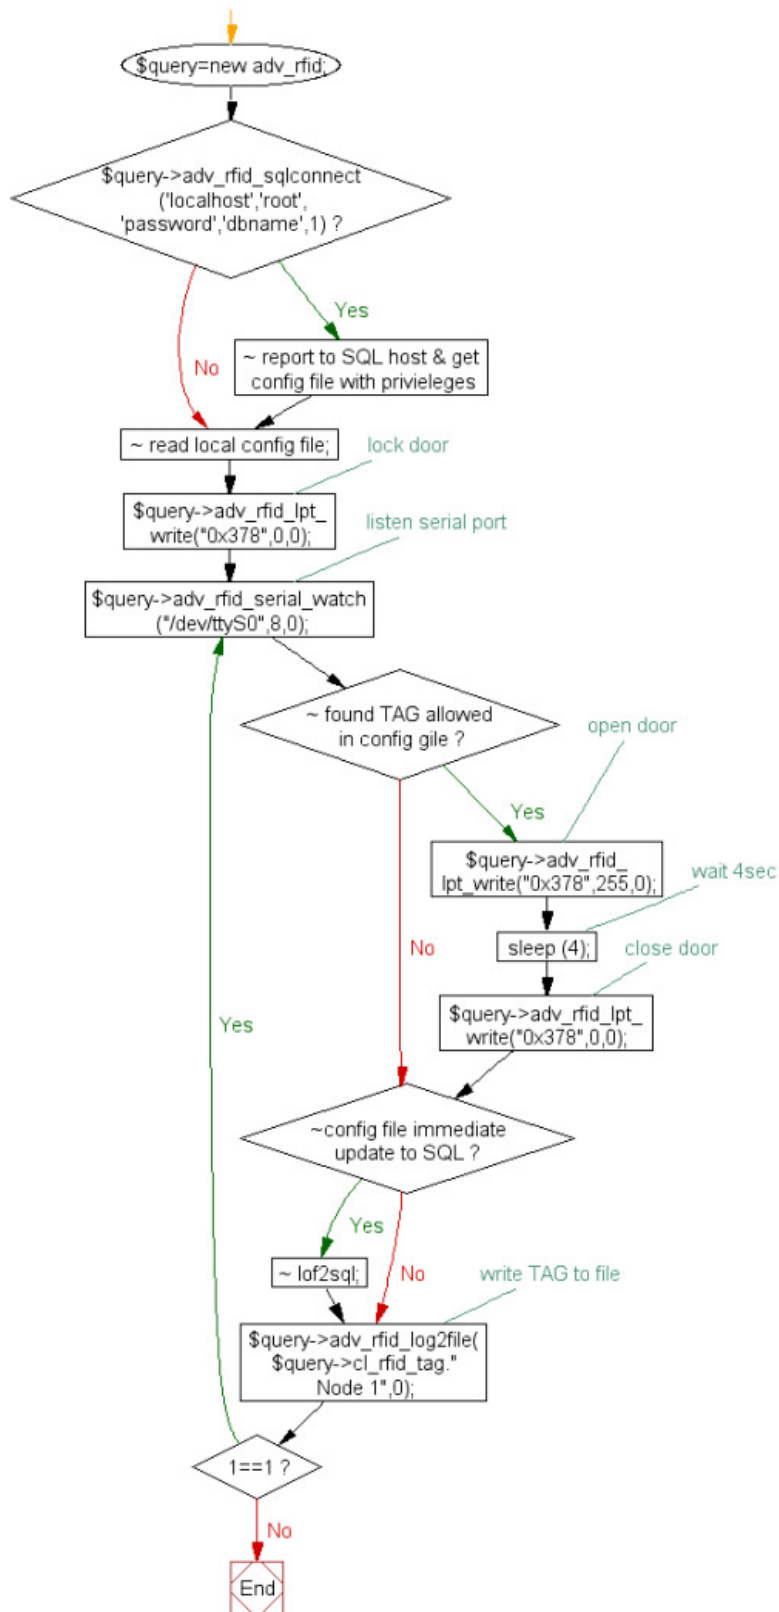 $query=new adv_rfid;
$query->adv_rfid_sqlconnect
('localhost','root',
'password','dbname',1) ?
Yes
No
~ report to SQL host & get
config file with privieleges
~ read local config file;
lock door
$query->adv_rfid_lpt_
write("0x378",0,0);
listen serial port
$query->adv_rfid_serial_watch
("/dev/ttyS0",8,0);
~ found TAG allowed
in config gile ?
open door
Yes
$query->adv_rfid_
lpt_write("0x378",255,0);
wait 4sec
sleep (4);
No
close door
$query->adv_rfid_lpt_
write("0x378",0,0);
Yes
~config file immediate
update to SQL ?
Yes
No
~ lof2sql;
write TAG to file
$query->adv_rfid_log2file(
$query->cl_rfid_tag."
Node 1",0);
1==1 ?
No
End